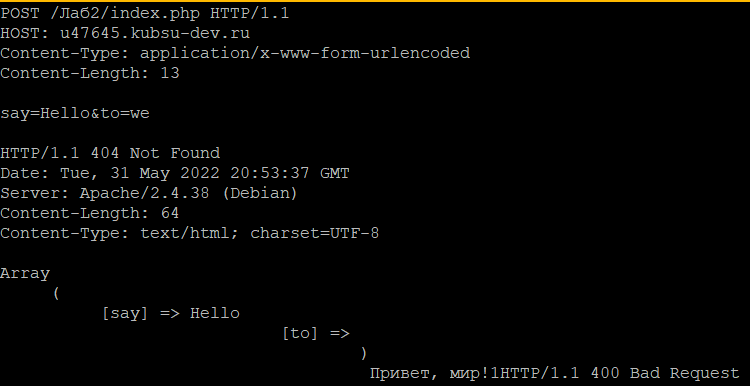 POST /Лаб2/index.php HTTP/1.1
HOST: u47645.kubsu-dev.ru
Content-Type: application/x-www-form-urlencoded
Content-Length: 13
say=Hello&to=we
HTTP/1.1 404 Not Found
Date: Tue, 31 May 2022 20:53:37 GMT
Server: Apache/2.4.38 (Debian)
Content-Length: 64
Content-Type: text/html; charset=UTF-8
Array
(
[say] => Hello
[to] =>
)
Привет, мир!1HTTP/1.1 400 Bad Request